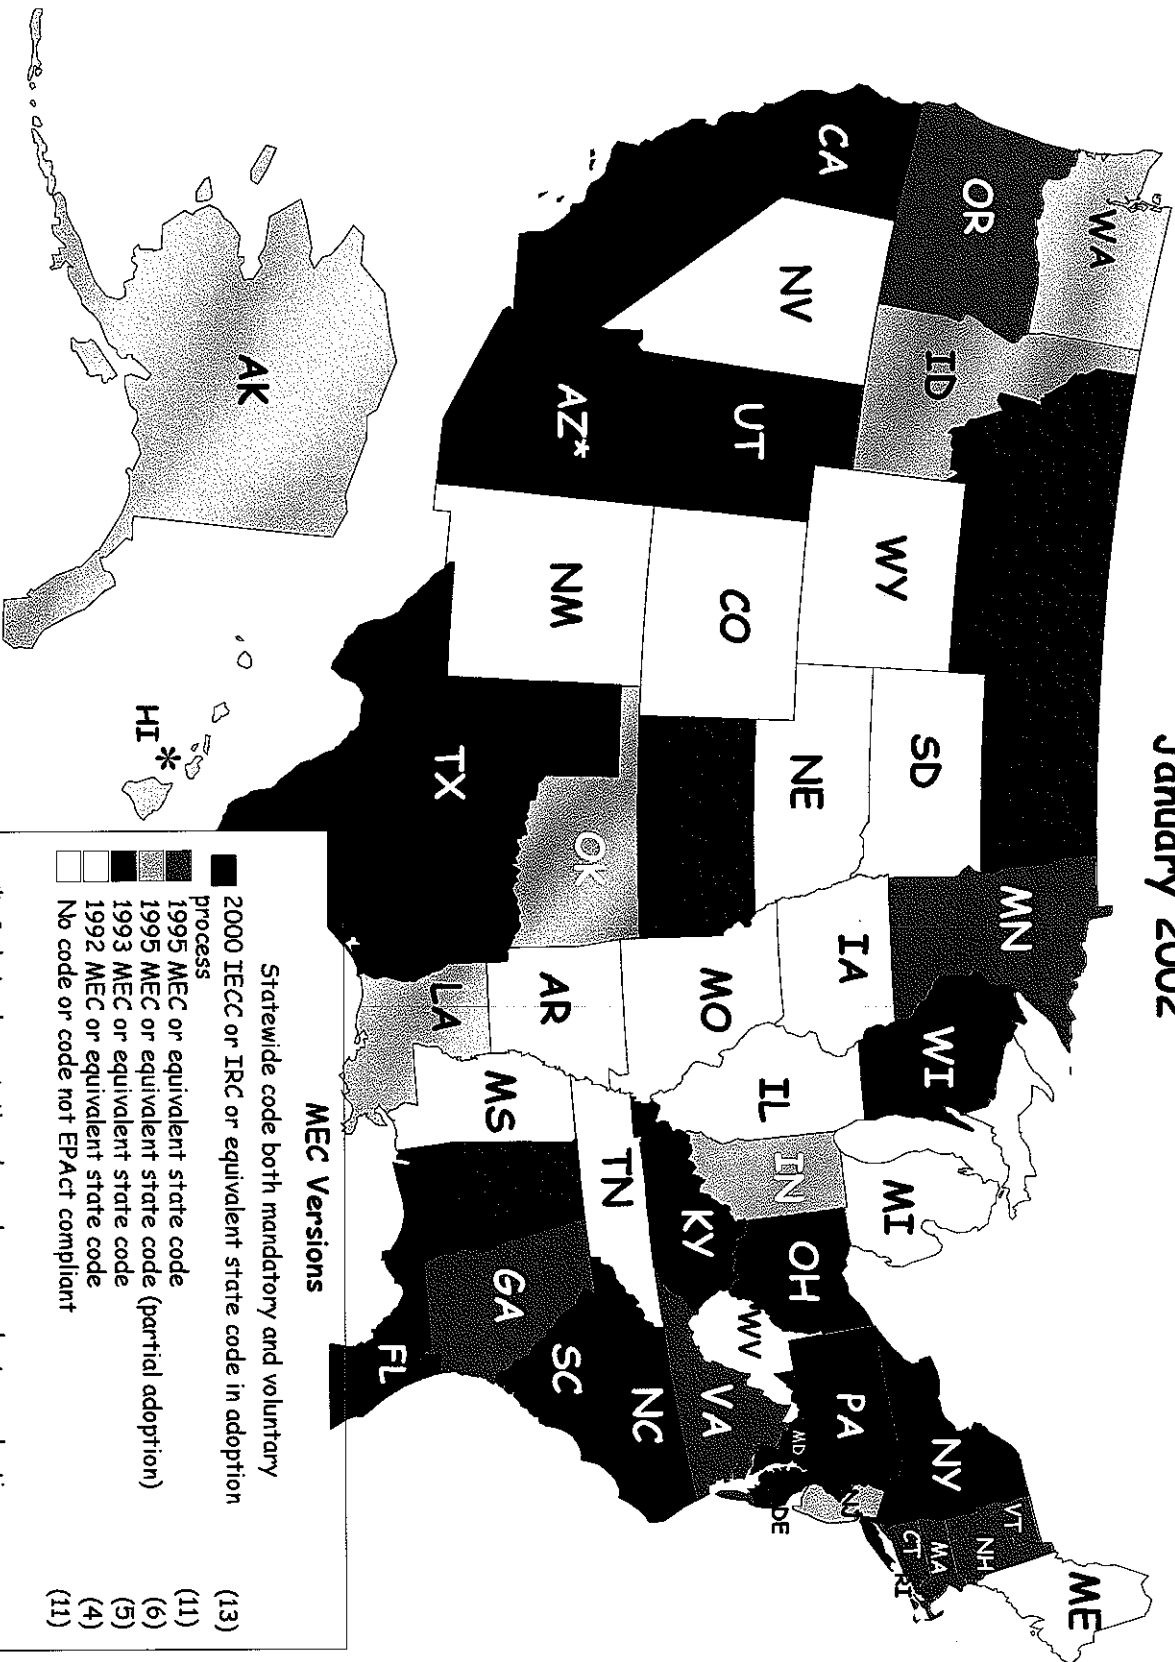 January 2002
WA
OR
CA
NV
ID
UT
AZ*
WY
CO
NM
SD
NE
TX
OK
MN
IA
MO
AR
LA
WI
IL
MS
MI
IN
KY
TN
OH
WV
VA
NC
SC
GA
FL
PA
NY
MD
DE
NJ
VT
NH
MA
CT
RI
ME
AK
HI *
MEC Versions
Statewide code both mandatory and voluntary
2000 IECC or IRC or equivalent state code in adoption process (13)
1995 MEC or equivalent state code (11)
1995 MEC or equivalent state code (partial adoption) (6)
1993 MEC or equivalent state code (5)
1992 MEC or equivalent state code (4)
No code or code not EPAct compliant (11)